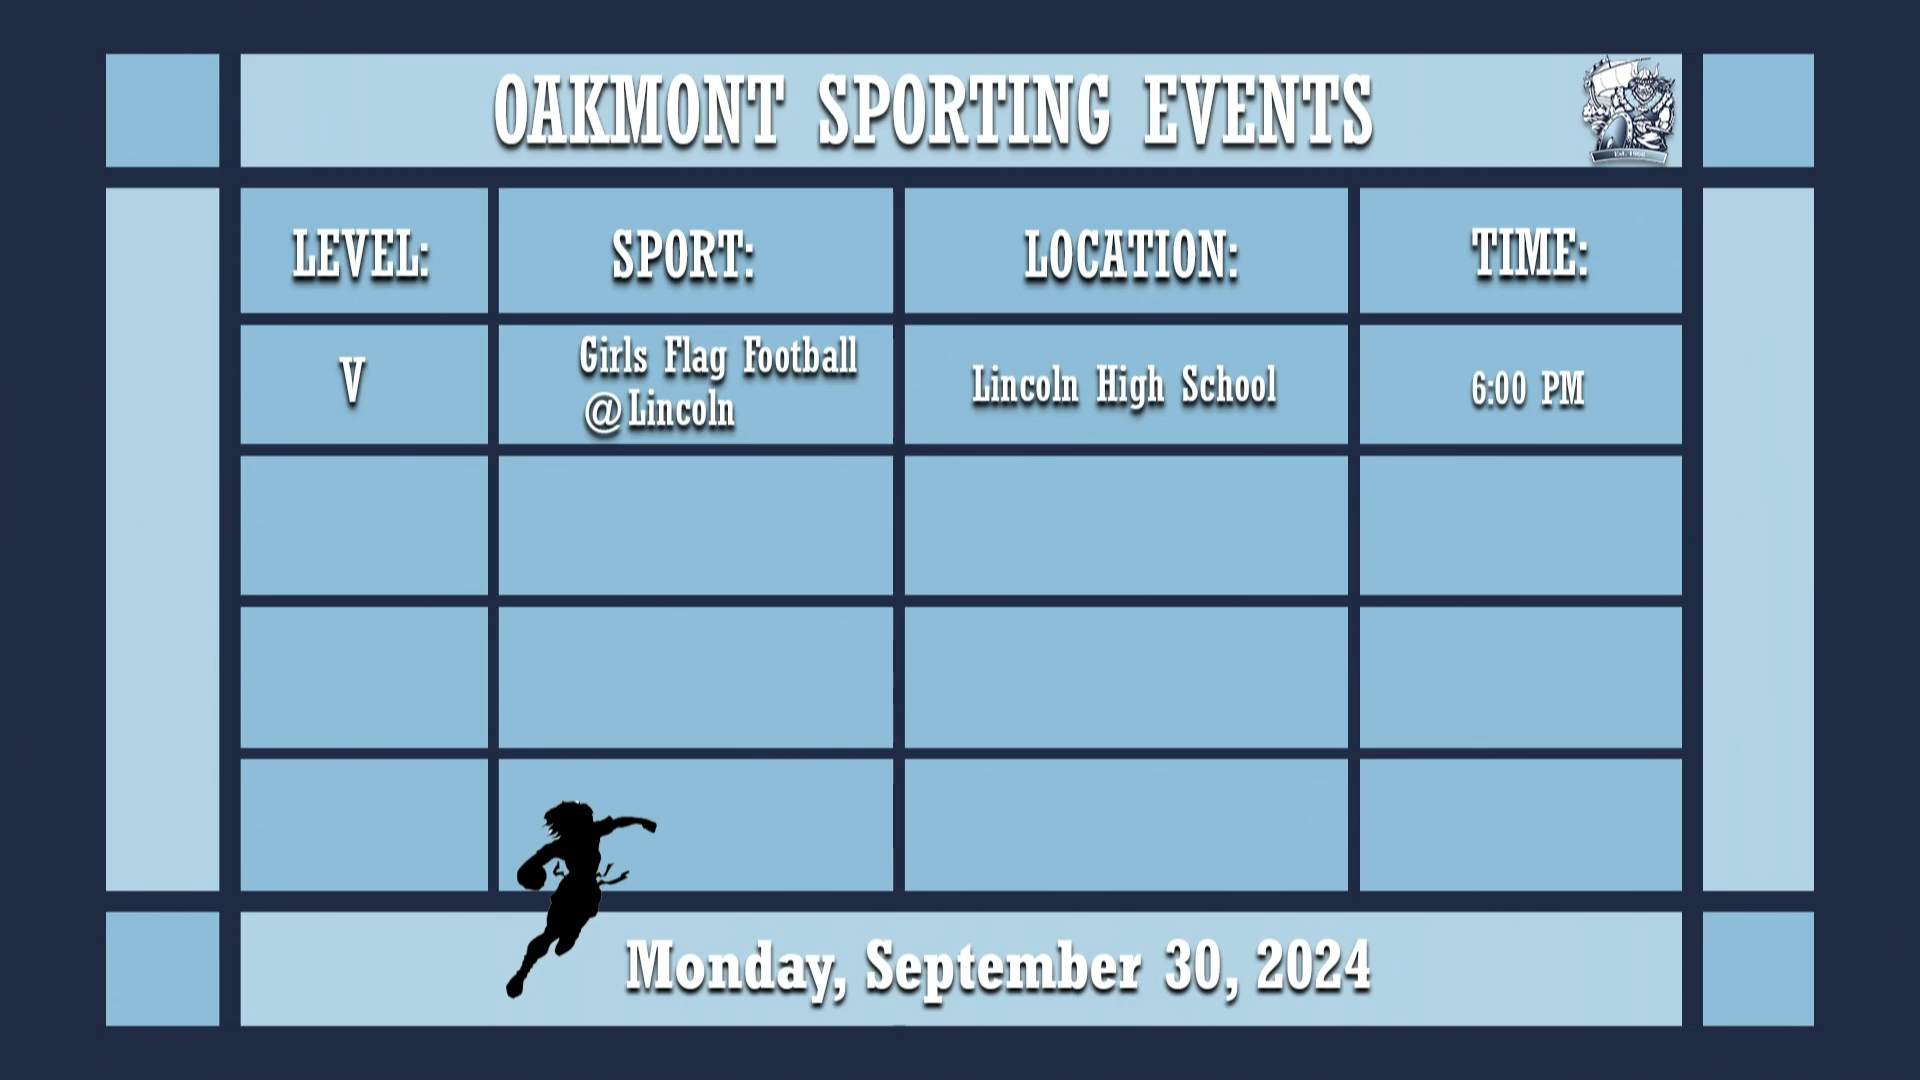 OAKMONT SPORTING EVENTS
LEVEL: SPORT: LOCATION: TIME:
V
Girls Flag Football
@Lincoln
Lincoln High School
6:00 PM
Monday, September 30, 2024